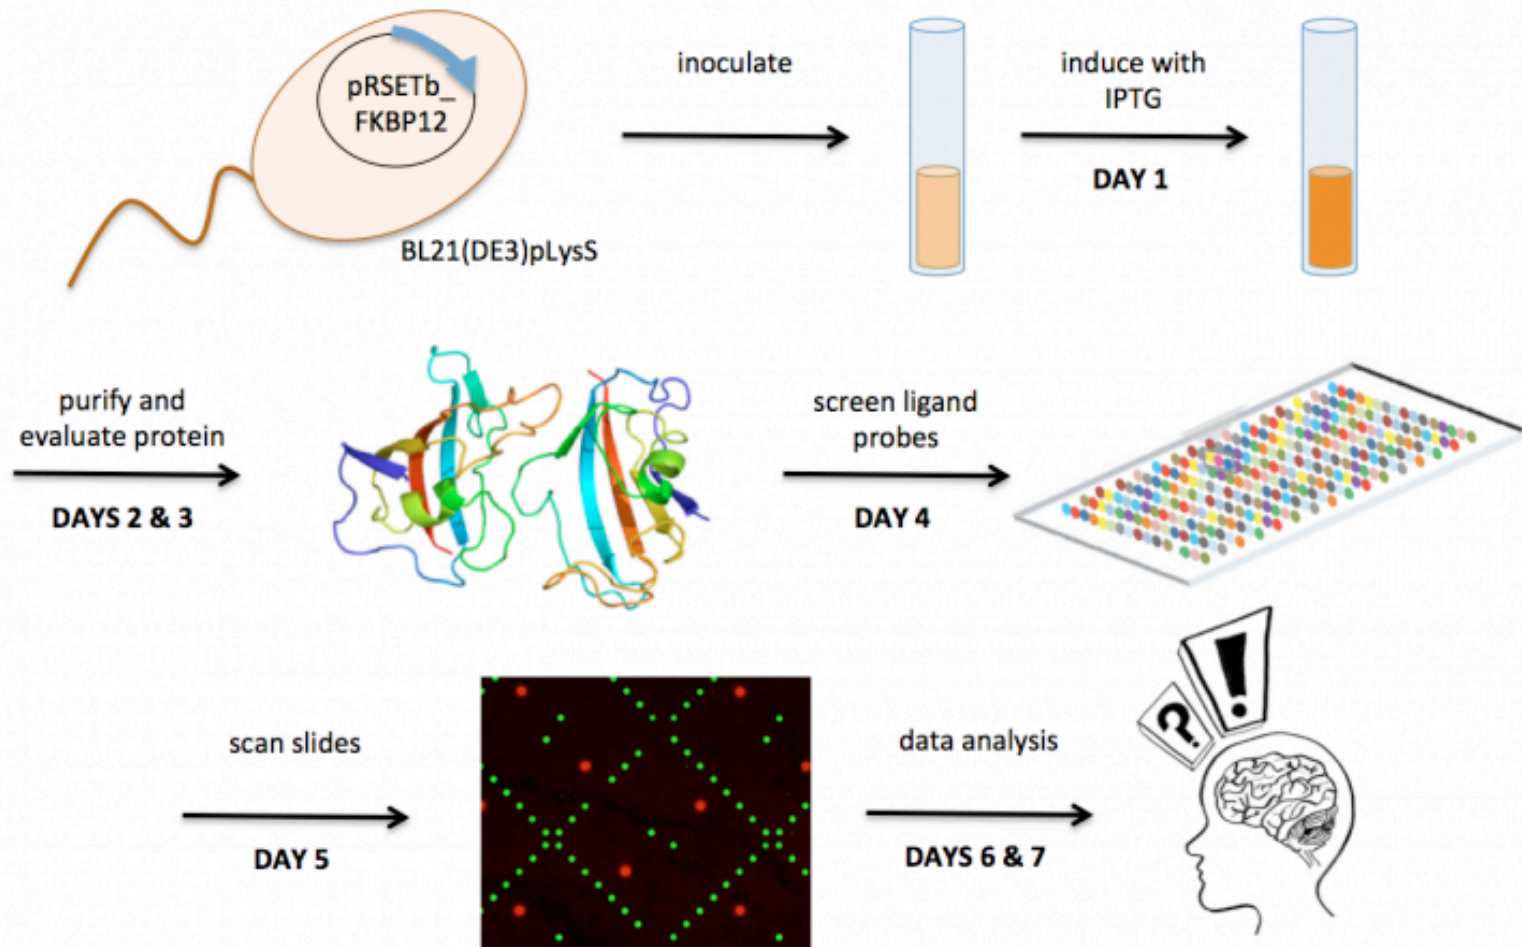 pRSETb_
FKBP12
BL21(DE3)pLysS
inoculate
induce with
IPTG
DAY 1
purify and
evaluate protein
DAYS 2 & 3
screen ligand
probes
DAY 4
scan slides
DAY 5
data analysis
DAYS 6 & 7
?
!